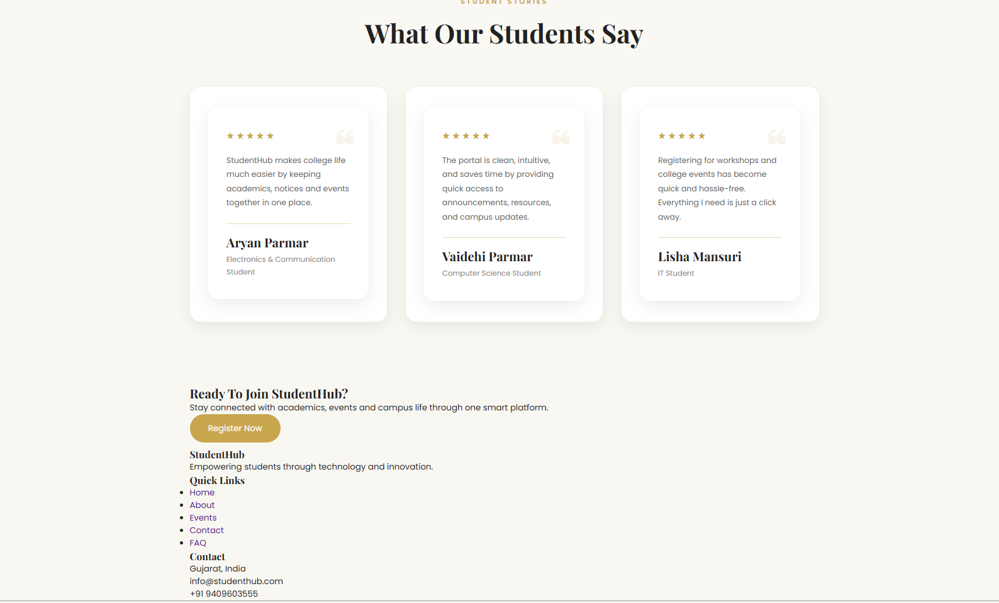 STUDENT STORIES
What Our Students Say
★★★★★
StudentHub makes college life
much easier by keeping
academics, notices and events
together in one place.
Aryan Parmar
Electronics & Communication
Student
★★★★★
The portal is clean, intuitive,
and saves time by providing
quick access to
announcements, resources,
and campus updates.
Vaidehi Parmar
Computer Science Student
★★★★★
Registering for workshops and
college events has become
quick and hassle-free.
Everything I need is just a click
away.
Lisha Mansuri
IT Student
Ready To Join StudentHub?
Stay connected with academics, events and campus life through one smart platform.
Register Now
StudentHub
Empowering students through technology and innovation.
Quick Links
Home
About
Events
Contact
FAQ
Contact
Gujarat, India
info@studenthub.com
+91 9409603555